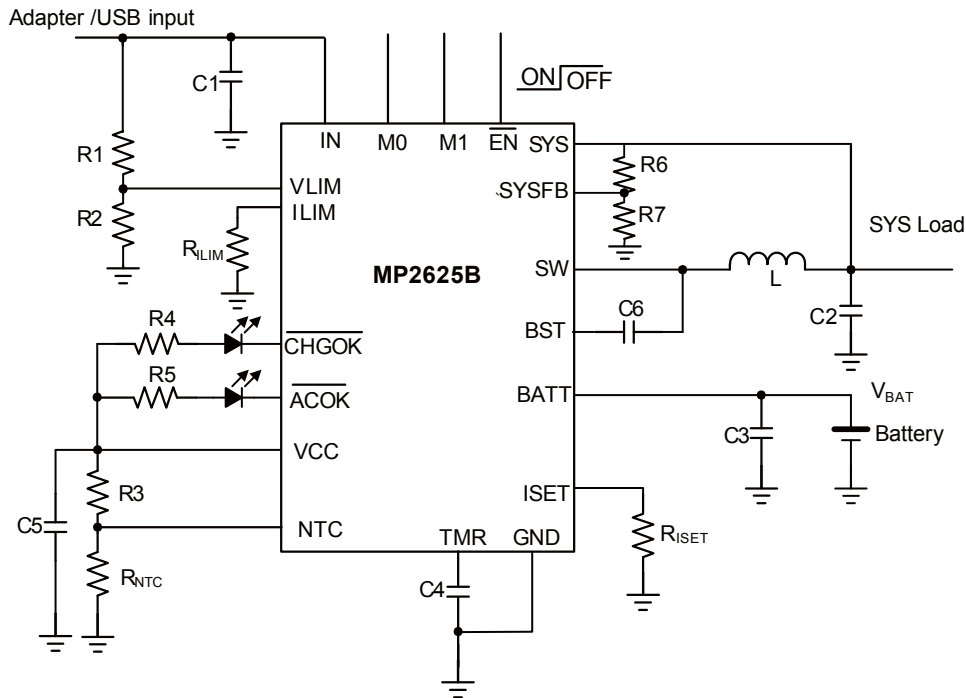 Adapter /USB input
C1
ON OFF
IN
M0
M1
EN
SYS
R1
R6
VLIM
SYSFB
ILIM
R2
R7
SYS Load
RILIM
MP2625B
SW
L
C6
C2
R4
BST
CHGOK
R5
ACOK
BATT
VBAT
C3
Battery
VCC
R3
ISET
C5
NTC
TMR
GND
RISET
RNTC
C4